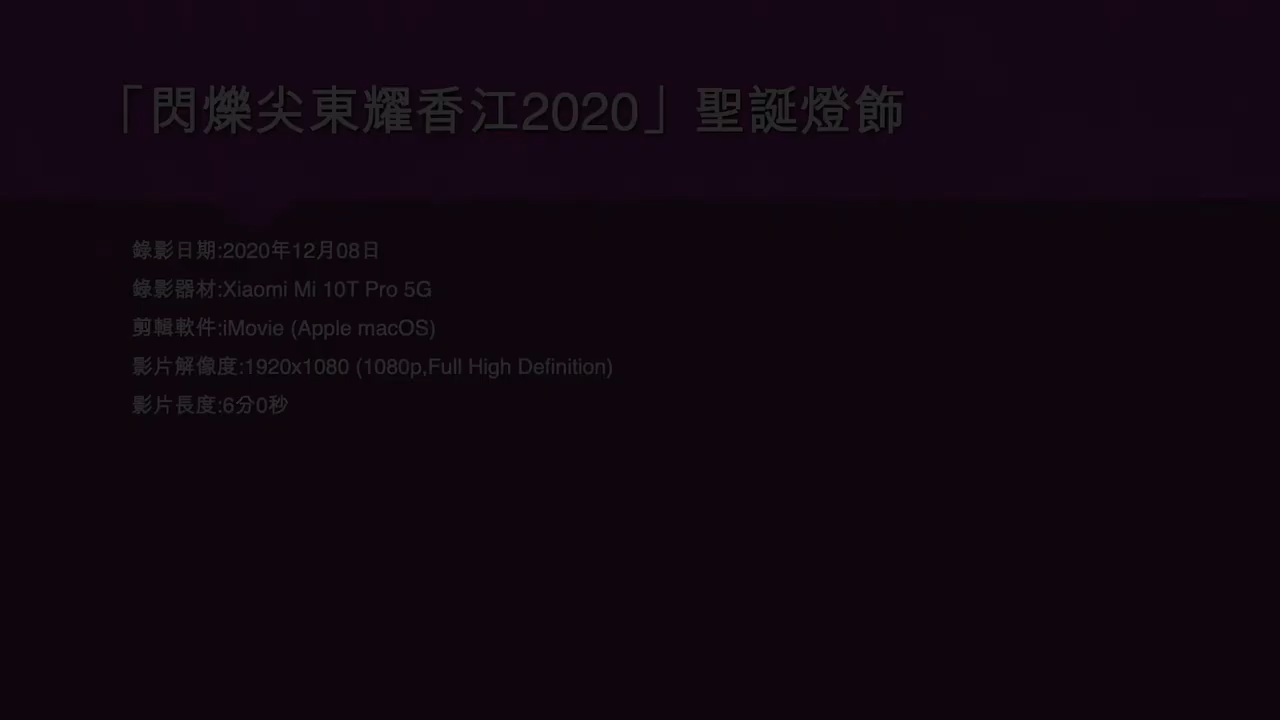 「閃爍尖東耀香江2020」聖誕燈飾
錄影日期:2020年12月08日
錄影器材:Xiaomi Mi 10T Pro 5G
剪輯軟件:iMovie (Apple macOS)
影片解像度:1920x1080 (1080p,Full High Definition)
影片長度:6分0秒